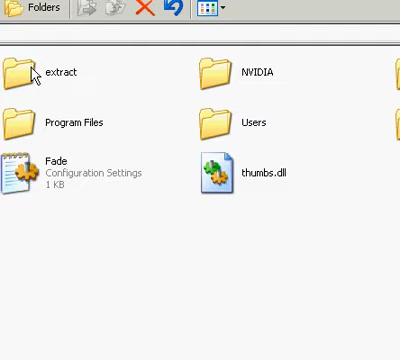 Folders
extract
NVIDIA
Program Files
Users
Fade
Configuration Settings
1 KB
thumbs.dll